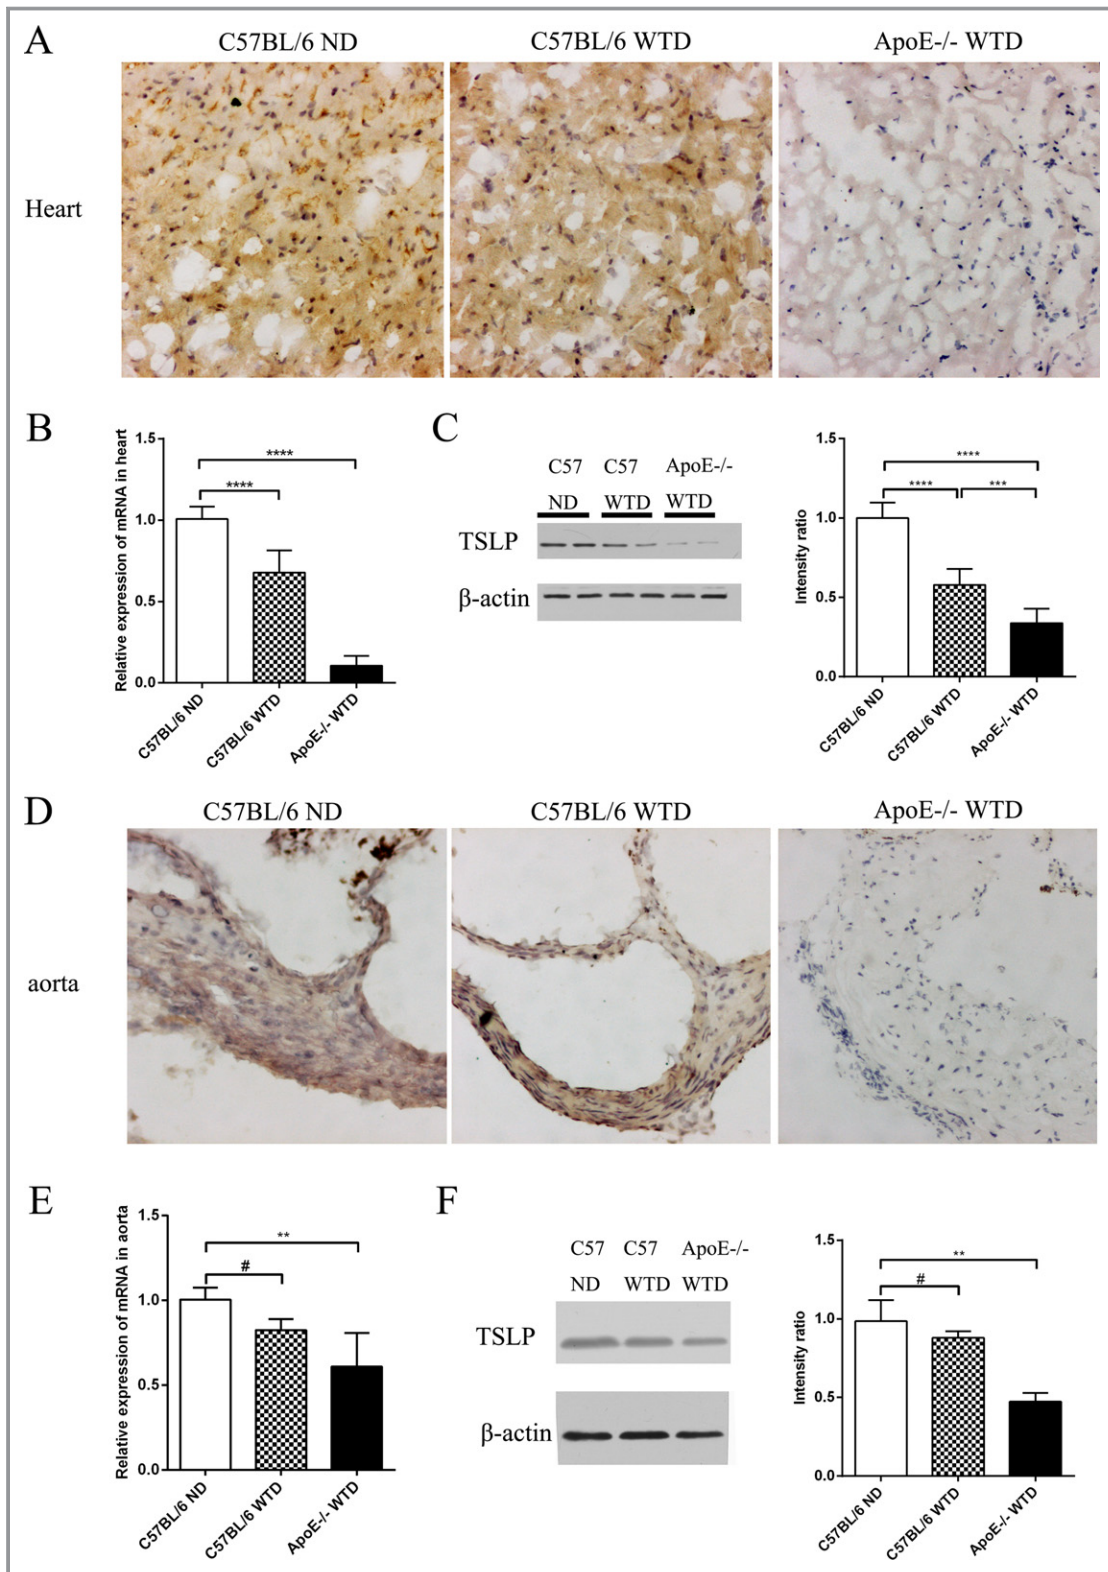 A
C57BL/6 ND C57BL/6 WTD ApoE-/- WTD
Heart
B
Relative expression of mRNA in heart
1.5
1.0
0.5
0.0
****
****
C57BL/6 ND
C57BL/6 WTD
ApoE-/- WTD
C
C57 C57 ApoE-/-
ND WTD WTD
TSLP
β-actin
Intensity ratio
1.5
1.0
0.5
0.0
****
**** ***
C57BL/6 ND
C57BL/6 WTD
ApoE-/- WTD
D
C57BL/6 ND C57BL/6 WTD ApoE-/- WTD
aorta
E
Relative expression of mRNA in aorta
1.5
1.0
0.5
0.0
**
#
C57BL/6 ND
C57BL/6 WTD
ApoE-/- WTD
F
C57 C57 ApoE-/-
ND WTD WTD
TSLP
β-actin
Intensity ratio
1.5
1.0
0.5
0.0
**
#
C57BL/6 ND
C57BL/6 WTD
ApoE-/- WTD